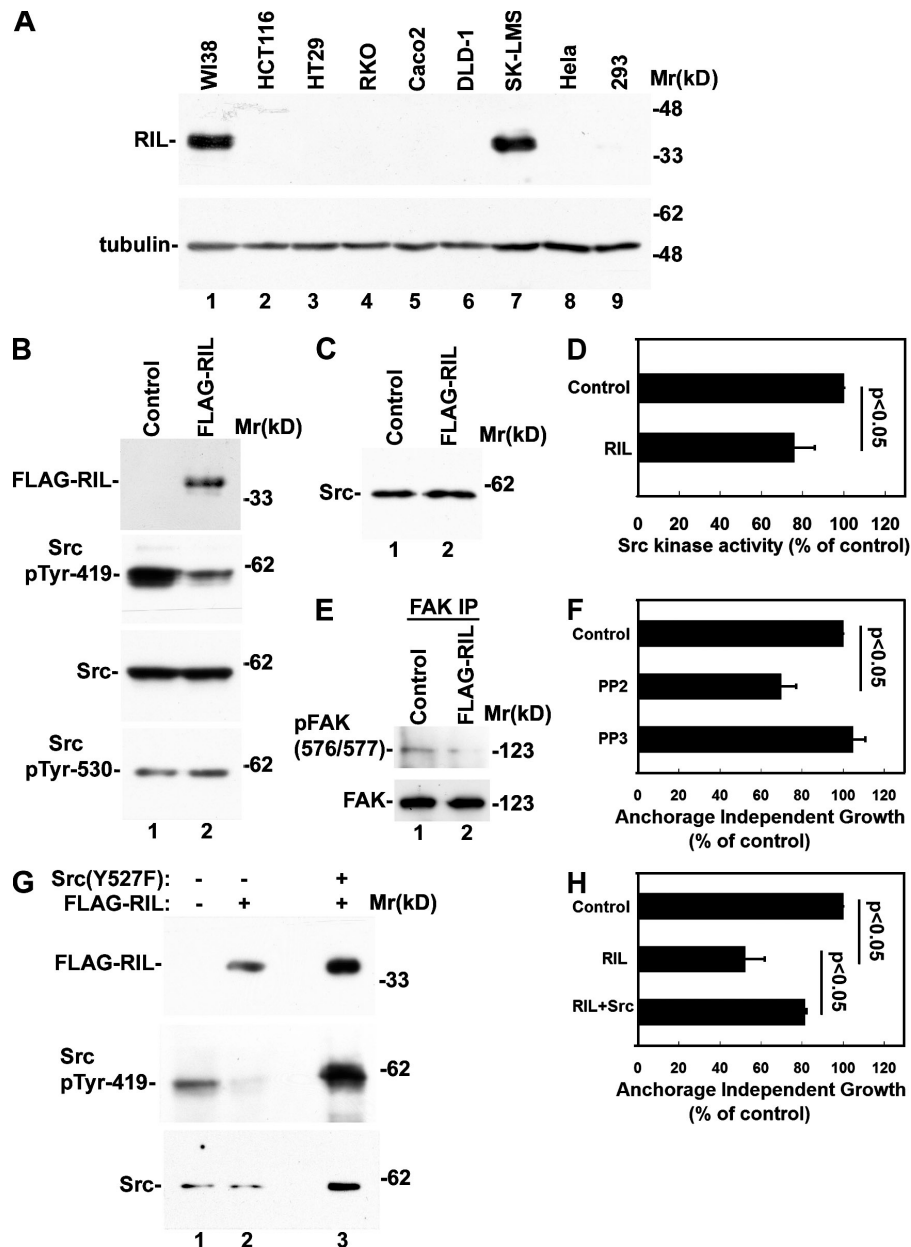 A
WI38 HCT116 HT29 RKO Caco2 DLD-1 SK-LMS Hela 293
Mr(kD)
-48
RIL-
-33
-62
tubulin-
-48
1 2 3 4 5 6 7 8 9
B
Control FLAG-RIL
Mr(kD)
FLAG-RIL-
-33
Src
pTyr-419-
-62
Src-
-62
Src
pTyr-530-
-62
1 2
C
Control FLAG-RIL
Mr(kD)
Src-
-62
1 2
D
Control
RIL
p<0.05
0 20 40 60 80 100 120
Src kinase activity (% of control)
E
FAK IP
Control FLAG-RIL
Mr(kD)
pFAK
(576/577)-
-123
FAK-
-123
1 2
F
Control
PP2
PP3
p<0.05
0 20 40 60 80 100 120
Anchorage Independent Growth
(% of control)
G
Src(Y527F): - - +
FLAG-RIL: - + + Mr(kD)
FLAG-RIL-
-33
Src
pTyr-419-
-62
Src-
-62
1 2 3
H
Control
RIL
RIL+Src
p<0.05
p<0.05
0 20 40 60 80 100 120
Anchorage Independent Growth
(% of control)